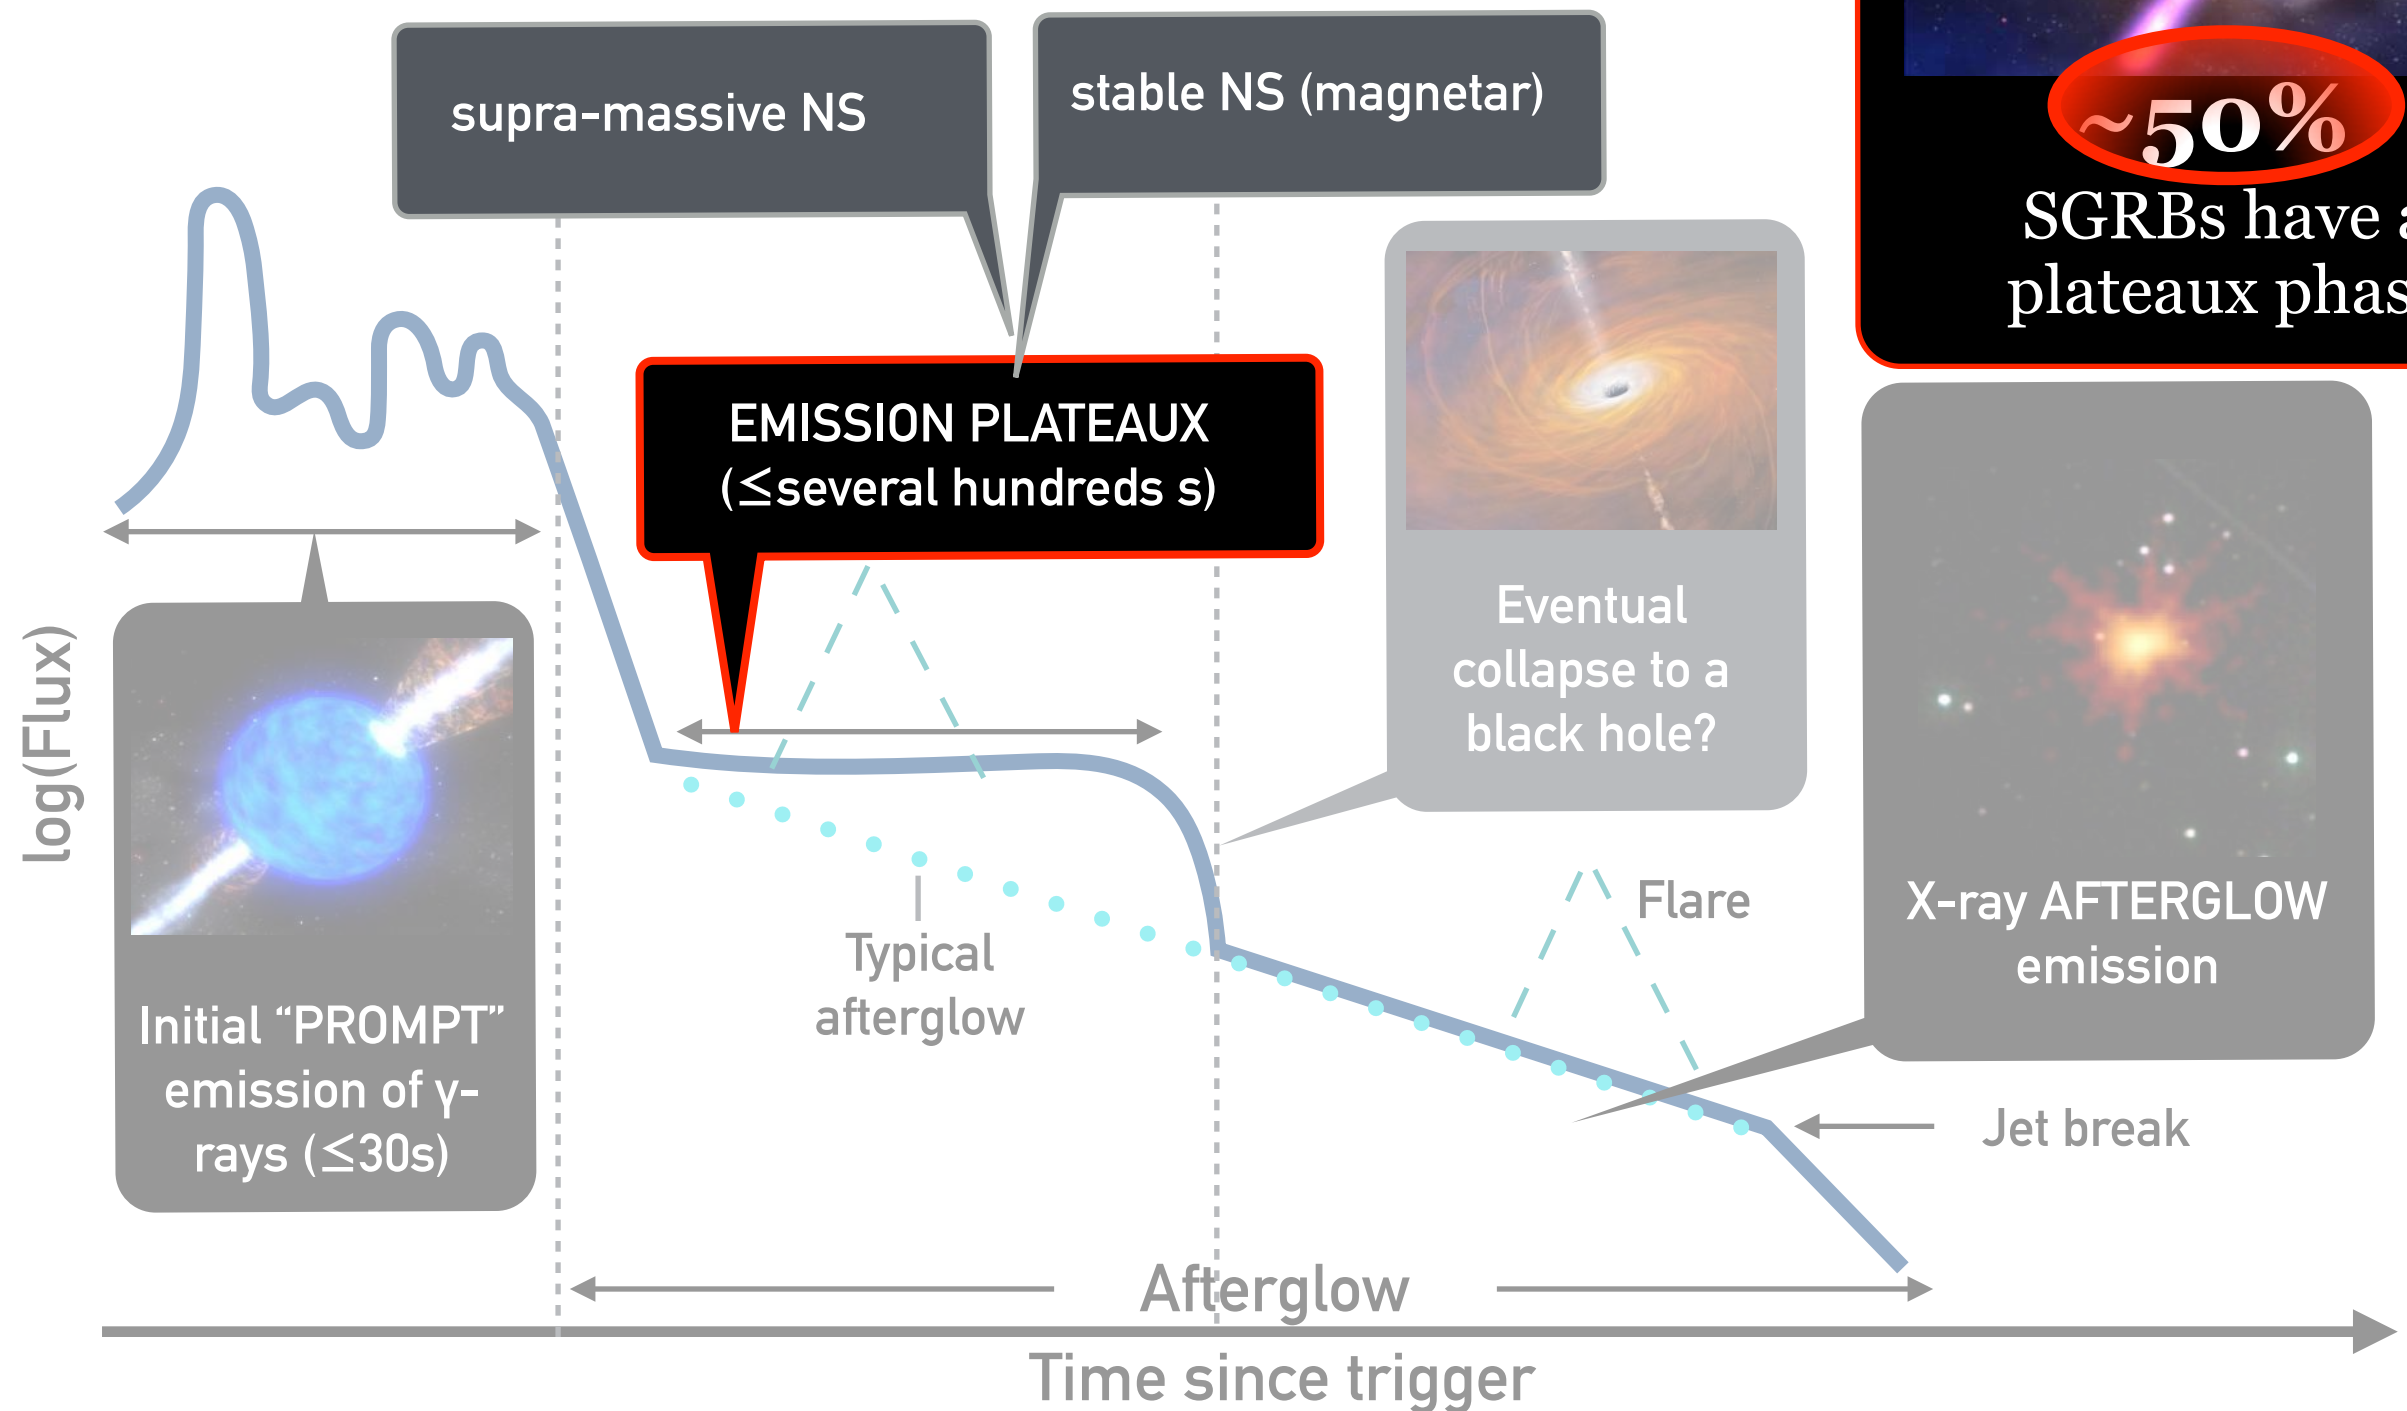 supra-massive NS
stable NS (magnetar)
~50%
SGRBs have a
plateaux phas
EMISSION PLATEAUX
(≤several hundreds s)
Eventual
collapse to a
black hole?
log(Flux)
Initial “PROMPT”
emission of γ-
rays (≤30s)
Typical
afterglow
Flare
X-ray AFTERGLOW
emission
Jet break
Afterglow
Time since trigger